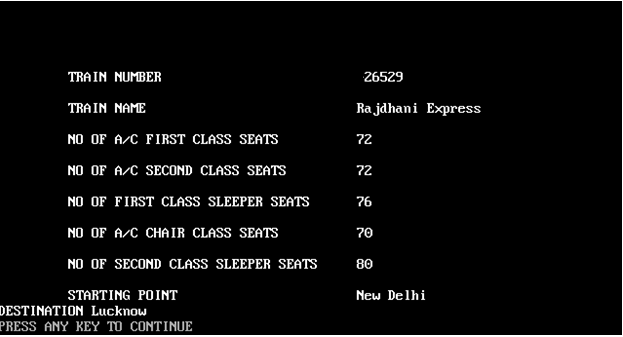 TRAIN NUMBER 26529
TRAIN NAME Rajdhani Express
NO OF A/C FIRST CLASS SEATS 72
NO OF A/C SECOND CLASS SEATS 72
NO OF FIRST CLASS SLEEPER SEATS 76
NO OF A/C CHAIR CLASS SEATS 70
NO OF SECOND CLASS SLEEPER SEATS 80
STARTING POINT New Delhi
DESTINATION Lucknow
PRESS ANY KEY TO CONTINUE